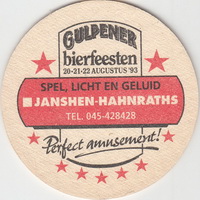 GULPENER
bierfeesten
20-21-22 AUGUSTUS '93
SPEL, LICHT EN GELUID
JANSHEN-HAHNRATHS
TEL. 045-428428
Perfect amusement!